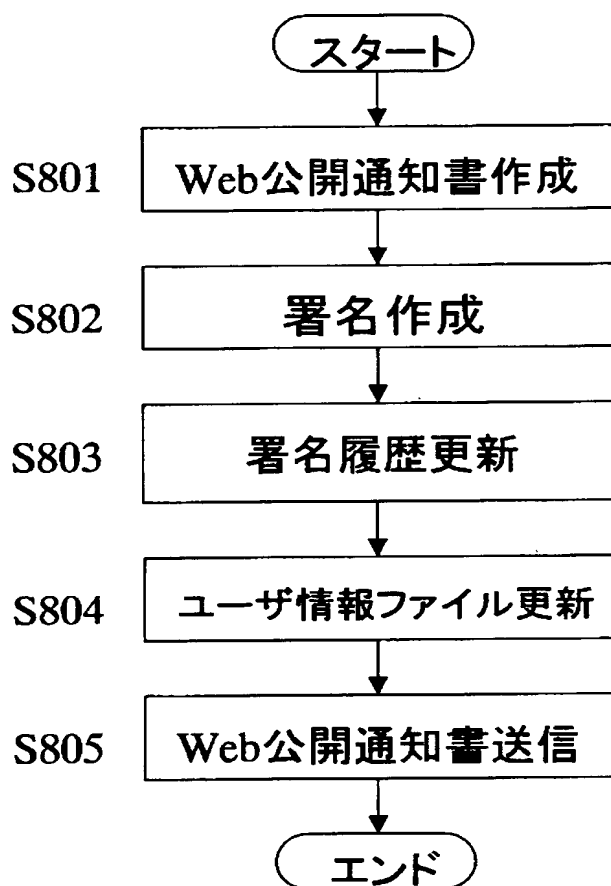 スタート
S801 Web公開通知書作成
S802 署名作成
S803 署名履歴更新
S804 ユーザ情報ファイル更新
S805 Web公開通知書送信
エンド